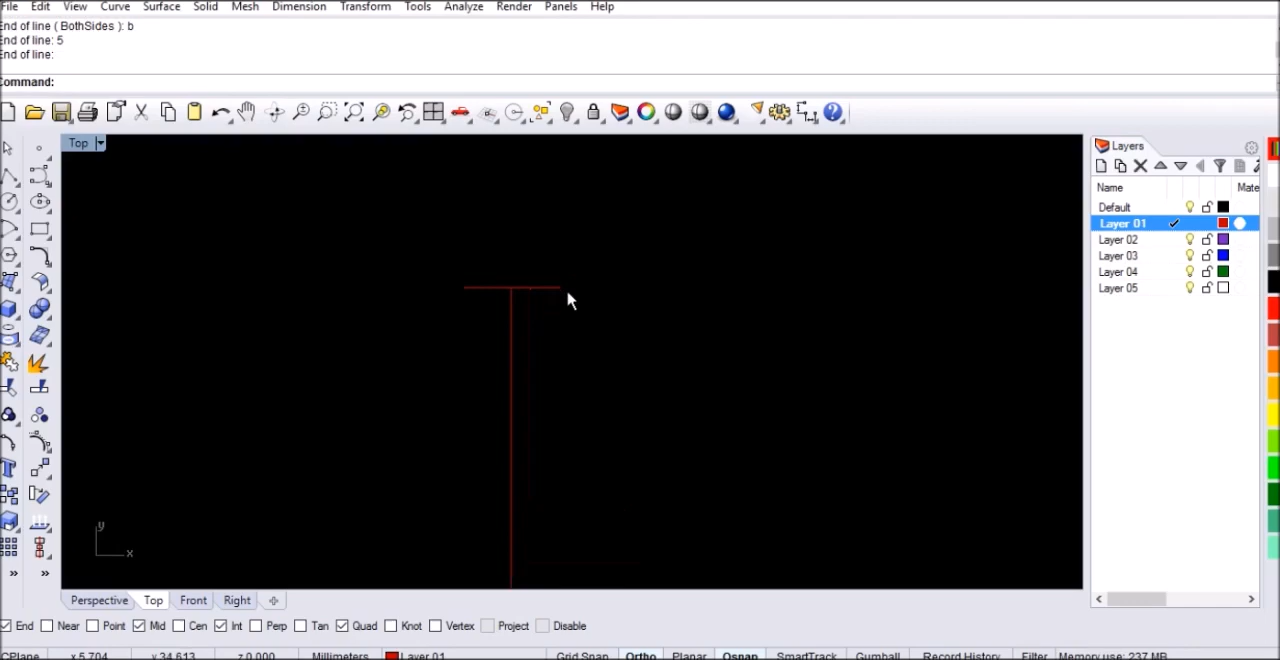 File Edit View Curve Surface Solid Mesh Dimension Transform Tools Analyze Render Panels Help
End of line ( BothSides ): b
End of line: 5
End of line:
Command:
Top
Layers
Name Mate
Default
Layer 01
Layer 02
Layer 03
Layer 04
Layer 05
y
x
» »
Perspective Top Front Right
End Near Point Mid Cen Int Perp Tan Quad Knot Vertex Project Disable
CPlane x 5.704 y 34.613 z 0.000 Millimeters Layer 01 Grid Snap Ortho Planar Osnap SmartTrack Gumball Record History Filter Memory use: 237 MB